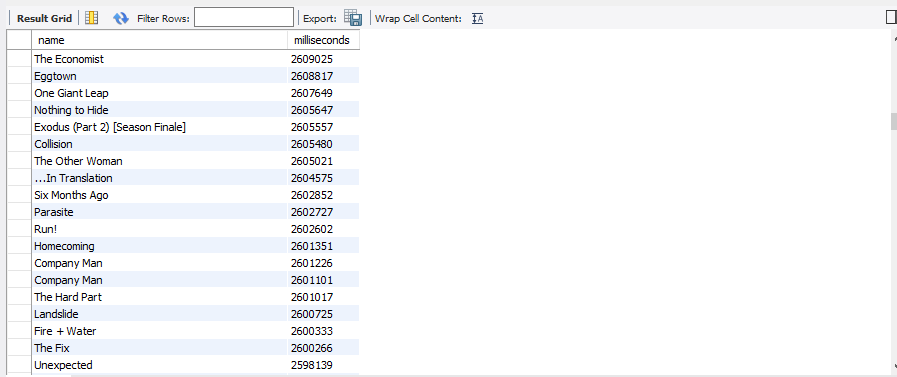 Result Grid Filter Rows: Export: Wrap Cell Content:
name milliseconds
The Economist 2609025
Eggtown 2608817
One Giant Leap 2607649
Nothing to Hide 2605647
Exodus (Part 2) [Season Finale] 2605557
Collision 2605480
The Other Woman 2605021
...In Translation 2604575
Six Months Ago 2602852
Parasite 2602727
Run! 2602602
Homecoming 2601351
Company Man 2601226
Company Man 2601101
The Hard Part 2601017
Landslide 2600725
Fire + Water 2600333
The Fix 2600266
Unexpected 2598139